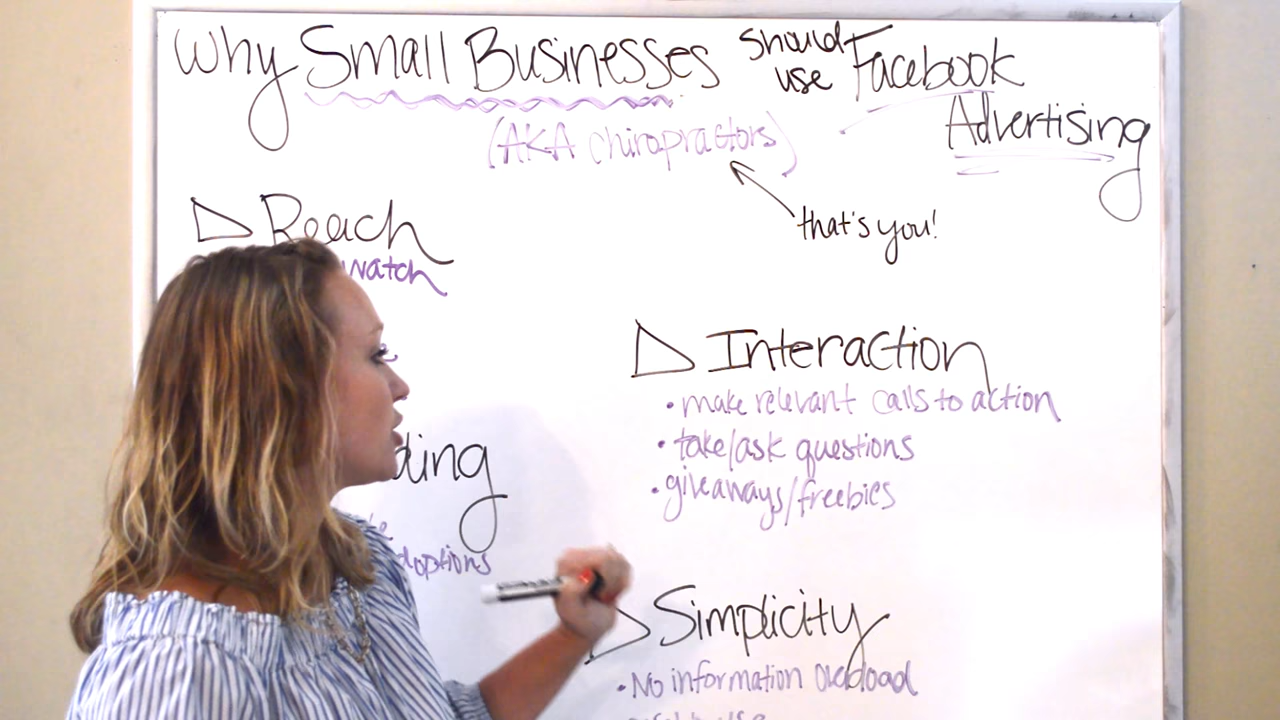 Why Small Businesses should use Facebook
Advertising
(AKA chiropractors)
that's you!
Reach
watch
Interaction
• make relevant calls to action
• take/ask questions
• giveaways/freebies
ding
options
Simplicity
• No information overload